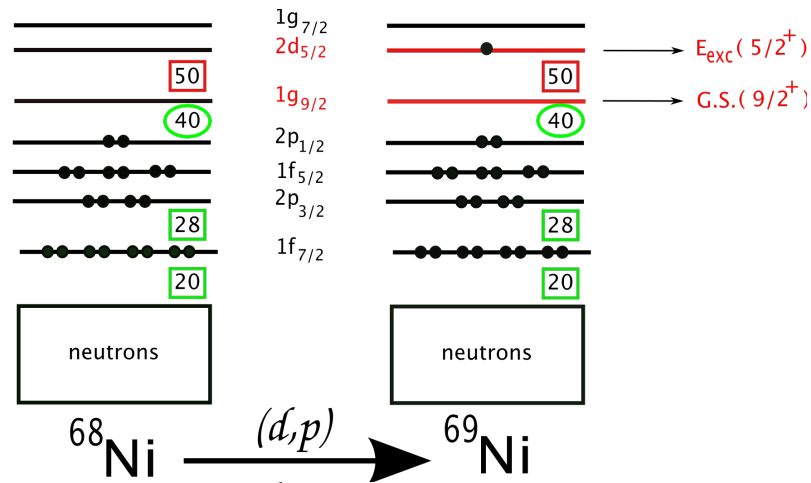 1g7/2
2d5/2
50
1g9/2
40
2p1/2
1f5/2
2p3/2
28
1f7/2
20
neutrons
68Ni
50
40
28
20
neutrons
69Ni
Eexc(5/2+)
G.S.(9/2+)
(d,p)